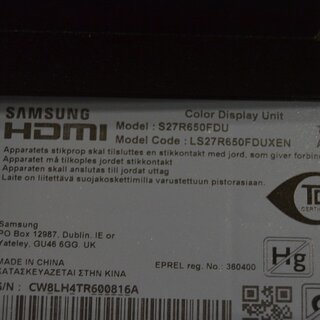 SAMSUNG
HDMI
Color Display Unit
Model : S27R650FDU
Model Code : LS27R650FDUXEN
Apparatets stikprop skal tilsluttes en stikkontakt med jord, som giver forbin
Apparatet må tilkoples jordet stikkontakt
Apparaten skall anslutas till jordat uttag
Laite on liitettävä suojakoskettimilla varustettuun pistorasiaan.
Samsung
PO Box 12987, Dublin. IE or
Yateley, GU46 6GG. UK
EPREL reg. No.: 360400
MADE IN CHINA
ΚΑΤΑΣΚΕΥΑΖΕΤΑΙ ΣΤΗΝ ΚΙΝΑ
S/N : CW8LH4TR600816A
Hg